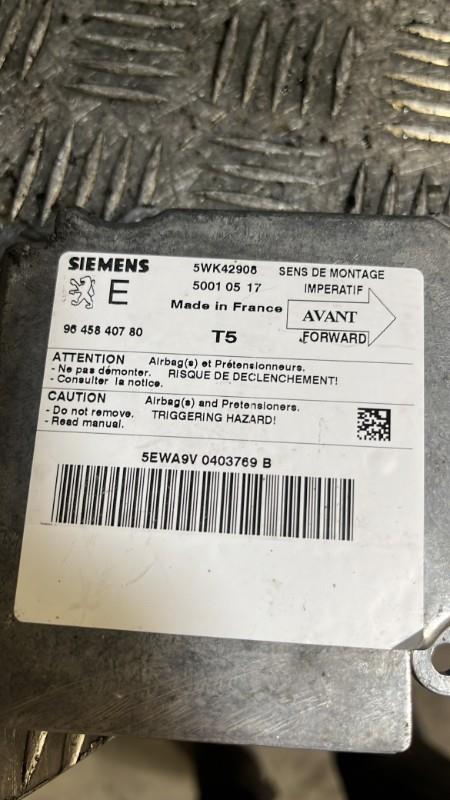 SIEMENS 5WK42908 SENS DE MONTAGE
E 5001 05 17 IMPERATIF
Made in France AVANT
96 458 407 80 T5 FORWARD
ATTENTION Airbag(s) et Prétensionneurs.
- Ne pas démonter. RISQUE DE DECLENCHEMENT!
- Consulter la notice.
CAUTION Airbag(s) and Pretensioners.
- Do not remove. TRIGGERING HAZARD!
- Read manual.
5EWA9V 0403769 B